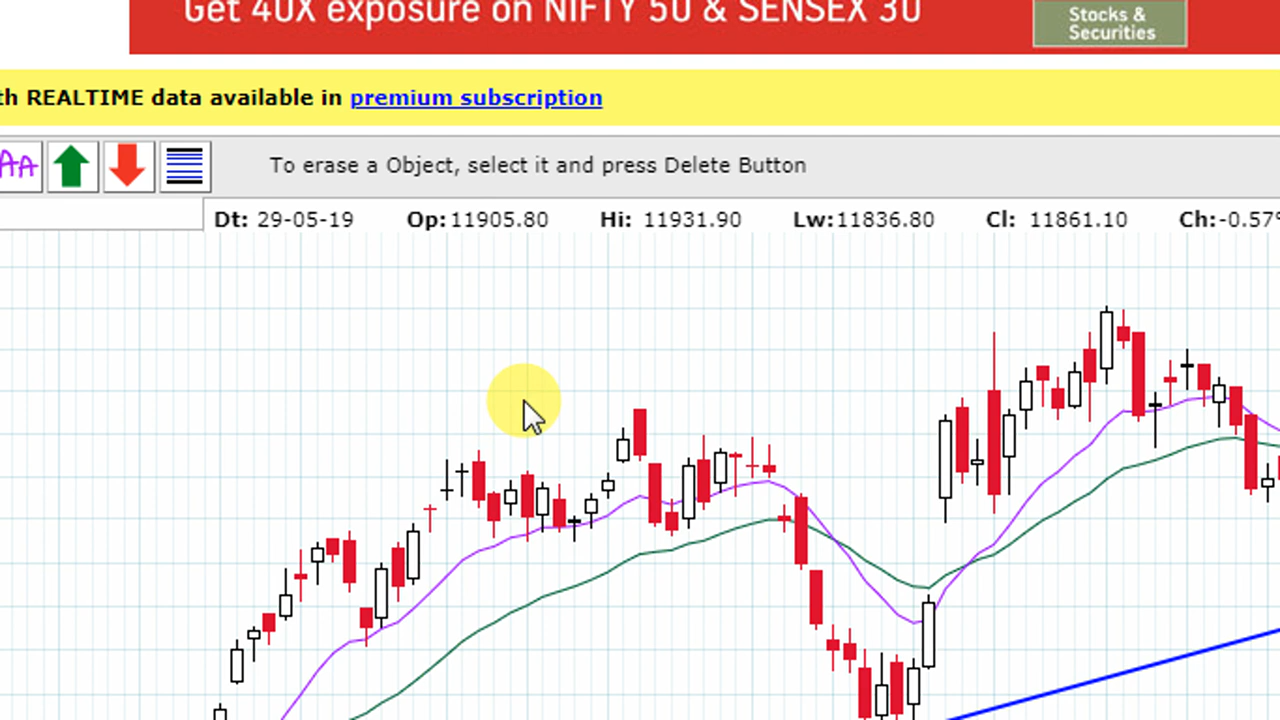 Get 40X exposure on NIFTY 50 & SENSEX 30
Stocks &
Securities
th REALTIME data available in premium subscription
AA
To erase a Object, select it and press Delete Button
Dt: 29-05-19 Op: 11905.80 Hi: 11931.90 Lw: 11836.80 Cl: 11861.10 Ch: -0.57%